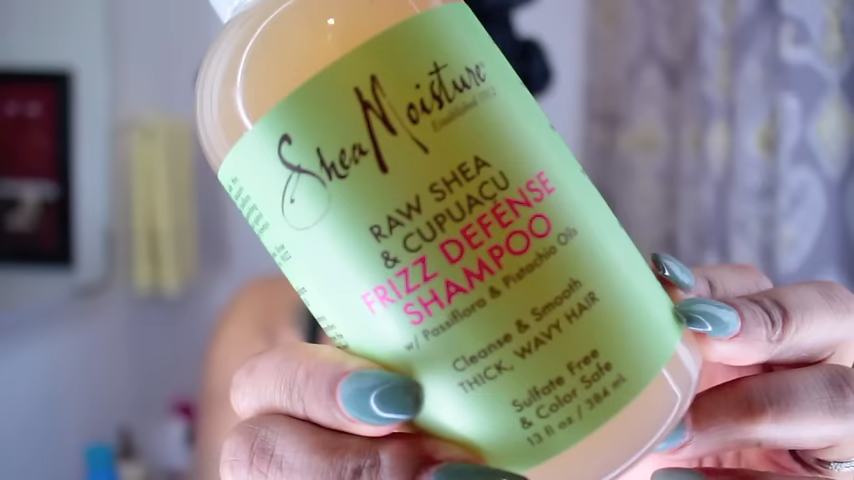 SheaMoisture
Established 1912
RAW SHEA
& CUPUACU
FRIZZ DEFENSE
SHAMPOO
w/ Passiflora & Pistachio Oils
Cleanse & Smooth
THICK, WAVY HAIR
Sulfate Free
& Color Safe
13 fl oz / 384 mL